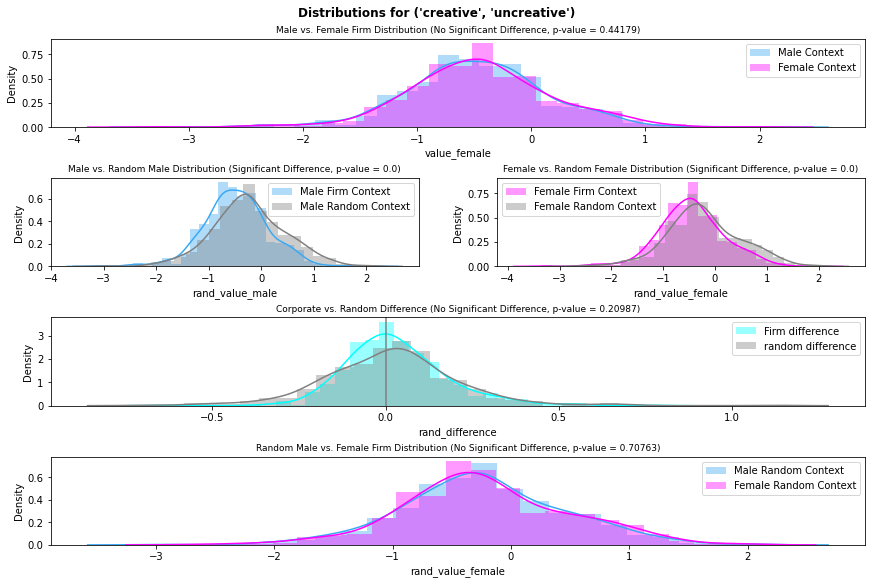 Distributions for ('creative', 'uncreative')
Male vs. Female Firm Distribution (No Significant Difference, p-value = 0.44179)
Density
0.75
0.50
0.25
0.00
Male Context
Female Context
−4 −3 −2 −1 0 1 2
value_female
Male vs. Random Male Distribution (Significant Difference, p-value = 0.0)
Density
0.6
0.4
0.2
0.0
Male Firm Context
Male Random Context
−4 −3 −2 −1 0 1 2
rand_value_male
Female vs. Random Female Distribution (Significant Difference, p-value = 0.0)
Density
0.75
0.50
0.25
0.00
Female Firm Context
Female Random Context
−4 −3 −2 −1 0 1 2
rand_value_female
Corporate vs. Random Difference (No Significant Difference, p-value = 0.20987)
Density
3
2
1
0
Firm difference
random difference
−0.5 0.0 0.5 1.0
rand_difference
Random Male vs. Female Firm Distribution (No Significant Difference, p-value = 0.70763)
Density
0.6
0.4
0.2
0.0
Male Random Context
Female Random Context
−3 −2 −1 0 1 2
rand_value_female